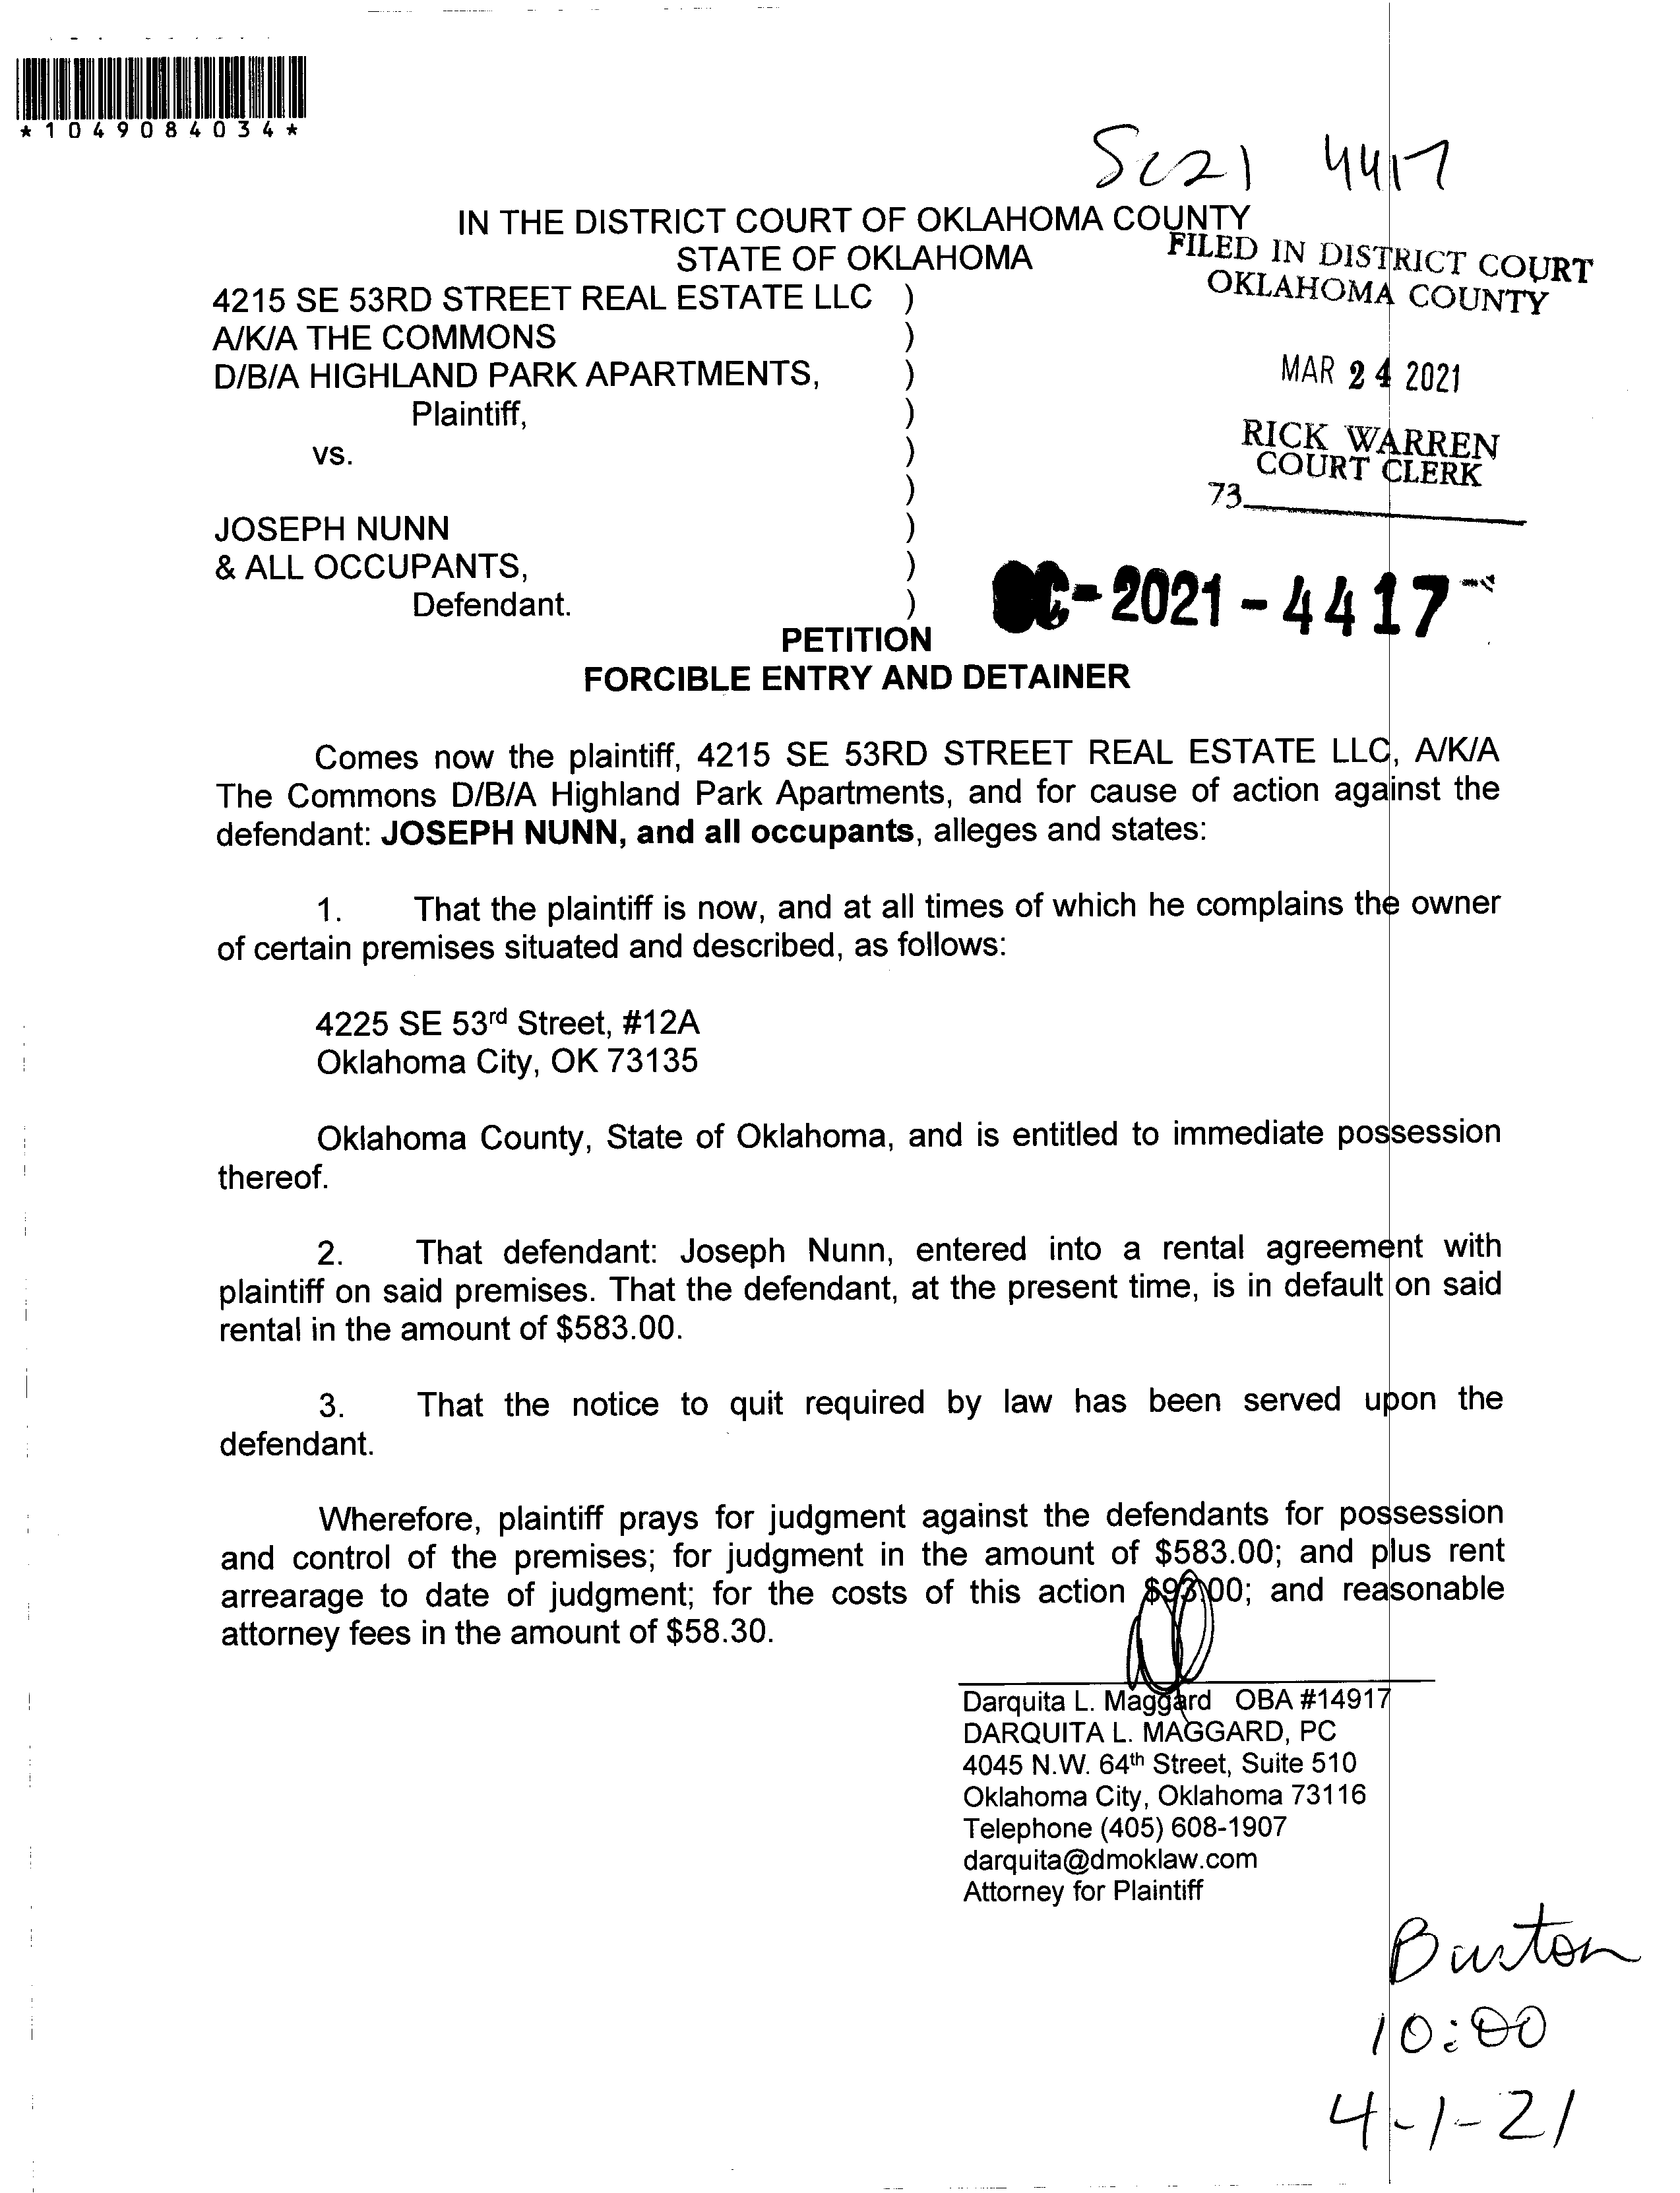 *1049084034*
SC21 4417
IN THE DISTRICT COURT OF OKLAHOMA COUNTY
STATE OF OKLAHOMA
FILED IN DISTRICT COURT
OKLAHOMA COUNTY
MAR 24 2021
RICK WARREN
COURT CLERK
73
4215 SE 53RD STREET REAL ESTATE LLC )
A/K/A THE COMMONS )
D/B/A HIGHLAND PARK APARTMENTS, )
Plaintiff, )
vs. )
)
JOSEPH NUNN )
& ALL OCCUPANTS, )
Defendant. )
SC-2021-4417
PETITION
FORCIBLE ENTRY AND DETAINER
Comes now the plaintiff, 4215 SE 53RD STREET REAL ESTATE LLC, A/K/A
The Commons D/B/A Highland Park Apartments, and for cause of action against the
defendant: JOSEPH NUNN, and all occupants, alleges and states:
1. That the plaintiff is now, and at all times of which he complains the owner
of certain premises situated and described, as follows:
4225 SE 53rd Street, #12A
Oklahoma City, OK 73135
Oklahoma County, State of Oklahoma, and is entitled to immediate possession
thereof.
2. That defendant: Joseph Nunn, entered into a rental agreement with
plaintiff on said premises. That the defendant, at the present time, is in default on said
rental in the amount of $583.00.
3. That the notice to quit required by law has been served upon the
defendant.
Wherefore, plaintiff prays for judgment against the defendants for possession
and control of the premises; for judgment in the amount of $583.00; and plus rent
arrearage to date of judgment; for the costs of this action $93.00; and reasonable
attorney fees in the amount of $58.30.
Darquita L. Maggard OBA #14917
DARQUITA L. MAGGARD, PC
4045 N.W. 64th Street, Suite 510
Oklahoma City, Oklahoma 73116
Telephone (405) 608-1907
darquita@dmoklaw.com
Attorney for Plaintiff
10:00
4-1-21